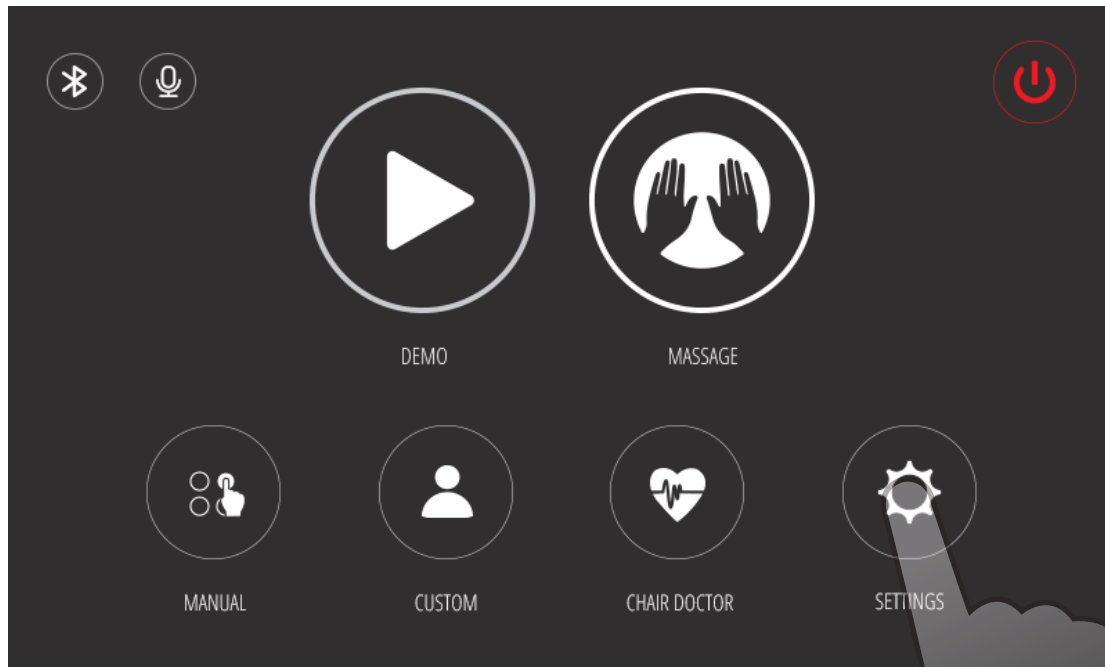 DEMO
MASSAGE
MANUAL
CUSTOM
CHAIR DOCTOR
SETTINGS